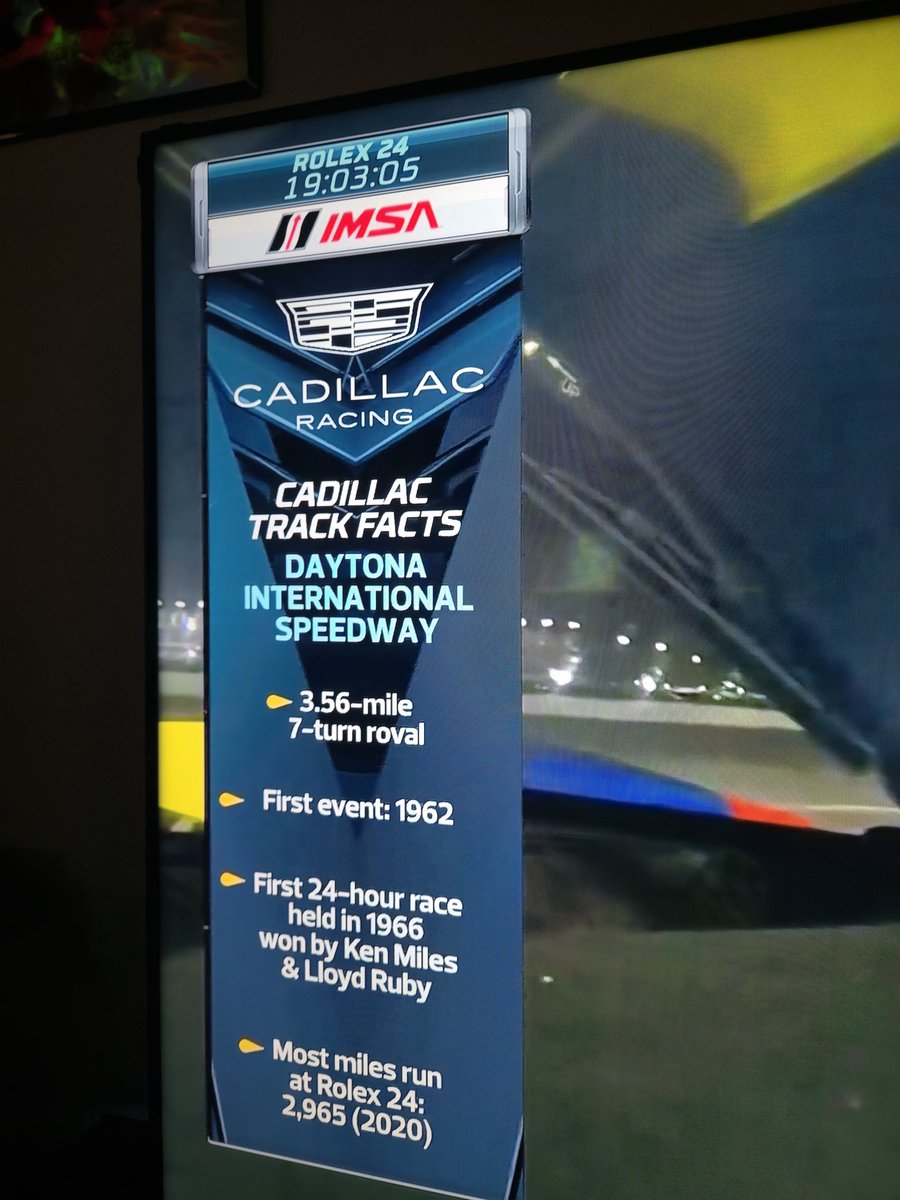 ROLEX 24
19:03:05
IMSA
CADILLAC
RACING
CADILLAC
TRACK FACTS
DAYTONA
INTERNATIONAL
SPEEDWAY
3.56-mile
7-turn roval
First event: 1962
First 24-hour race
held in 1966
won by Ken Miles
& Lloyd Ruby
Most miles run
at Rolex 24:
2,965 (2020)